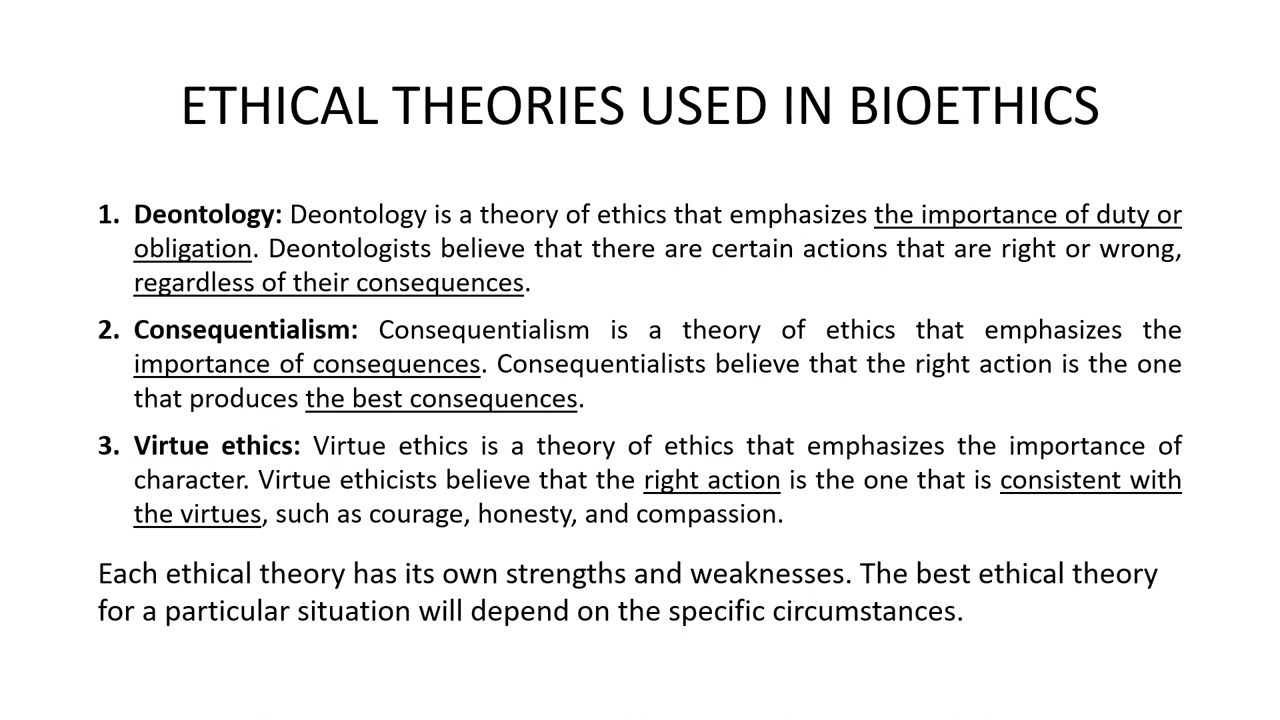 ETHICAL THEORIES USED IN BIOETHICS
1. Deontology: Deontology is a theory of ethics that emphasizes the importance of duty or
obligation. Deontologists believe that there are certain actions that are right or wrong,
regardless of their consequences.
2. Consequentialism: Consequentialism is a theory of ethics that emphasizes the
importance of consequences. Consequentialists believe that the right action is the one
that produces the best consequences.
3. Virtue ethics: Virtue ethics is a theory of ethics that emphasizes the importance of
character. Virtue ethicists believe that the right action is the one that is consistent with
the virtues, such as courage, honesty, and compassion.
Each ethical theory has its own strengths and weaknesses. The best ethical theory
for a particular situation will depend on the specific circumstances.